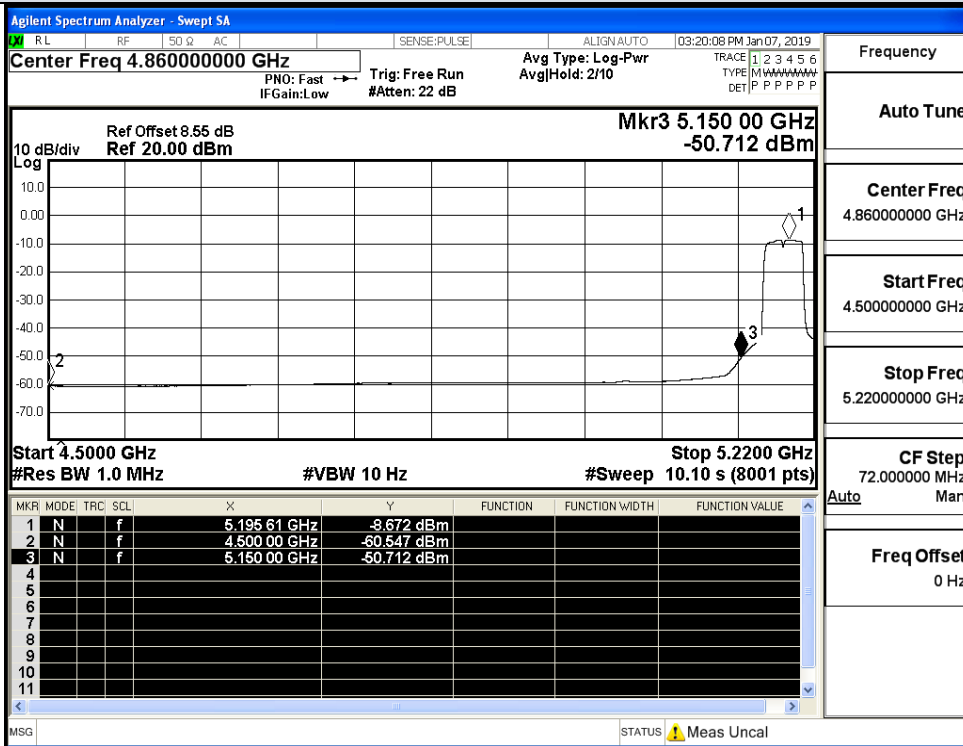 Agilent Spectrum Analyzer - Swept SA
LXI RL RF 50 Ω AC SENSE:PULSE ALIGNAUTO 03:20:08 PM Jan 07, 2019
Center Freq 4.860000000 GHz
PNO: Fast
IFGain:Low
Trig: Free Run
#Atten: 22 dB
Avg Type: Log-Pwr
Avg|Hold: 2/10
TRACE 1 2 3 4 5 6
TYPE M
DET P P P P P P
Ref Offset 8.55 dB
10 dB/div Ref 20.00 dBm
Log
Mkr3 5.150 00 GHz
-50.712 dBm
10.0
0.00
-10.0
-20.0
-30.0
-40.0
-50.0
-60.0
-70.0
1
2
3
Start 4.5000 GHz Stop 5.2200 GHz
#Res BW 1.0 MHz #VBW 10 Hz #Sweep 10.10 s (8001 pts)
MKR MODE TRC SCL X Y FUNCTION FUNCTION WIDTH FUNCTION VALUE
1 N f 5.195 61 GHz -8.672 dBm
2 N f 4.500 00 GHz -60.547 dBm
3 N f 5.150 00 GHz -50.712 dBm
4
5
6
7
8
9
10
11
MSG STATUS Meas Uncal
Frequency
Auto Tune
Center Freq
4.860000000 GHz
Start Freq
4.500000000 GHz
Stop Freq
5.220000000 GHz
CF Step
72.000000 MHz
Auto Man
Freq Offset
0 Hz